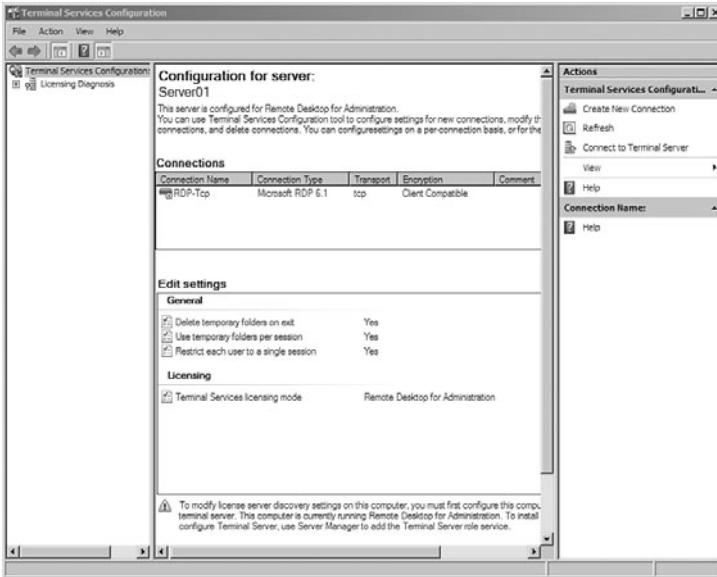 Terminal Services Configuration
File Action View Help
Terminal Services Configuration:
Licensing Diagnosis
Configuration for server:
Server01
This server is configured for Remote Desktop for Administration.
You can use Terminal Services Configuration tool to configure settings for new connections, modify th
connections, and delete connections. You can configuresettings on a per-connection basis, or for the
Connections
Connection Name Connection Type Transport Encryption Comment
RDP-Tcp Microsoft RDP 6.1 tcp Client Compatible
Edit settings
General
Delete temporary folders on exit Yes
Use temporary folders per session Yes
Restrict each user to a single session Yes
Licensing
Terminal Services licensing mode Remote Desktop for Administration
To modify license server discovery settings on this computer, you must first configure this compu
terminal server. This computer is currently running Remote Desktop for Administration. To install
configure Terminal Server, use Server Manager to add the Terminal Server role service.
Actions
Terminal Services Configurati...
Create New Connection
Refresh
Connect to Terminal Server
View
Help
Connection Name:
Help